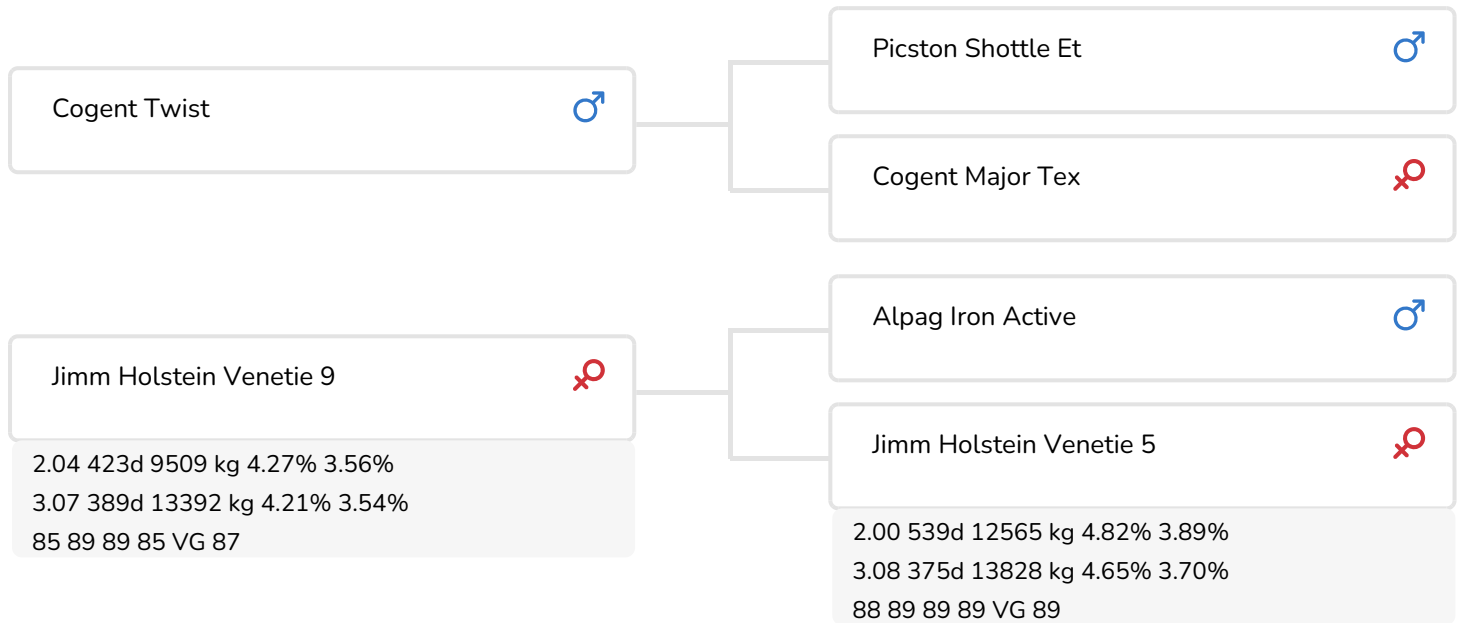 Picston Shottle Et
Cogent Twist
Cogent Major Tex
Alpag Iron Active
Jimm Holstein Venetie 9
2.04 423d 9509 kg 4.27% 3.56%
3.07 389d 13392 kg 4.21% 3.54%
85 89 89 85 VG 87
Jimm Holstein Venetie 5
2.00 539d 12565 kg 4.82% 3.89%
3.08 375d 13828 kg 4.65% 3.70%
88 89 89 89 VG 89